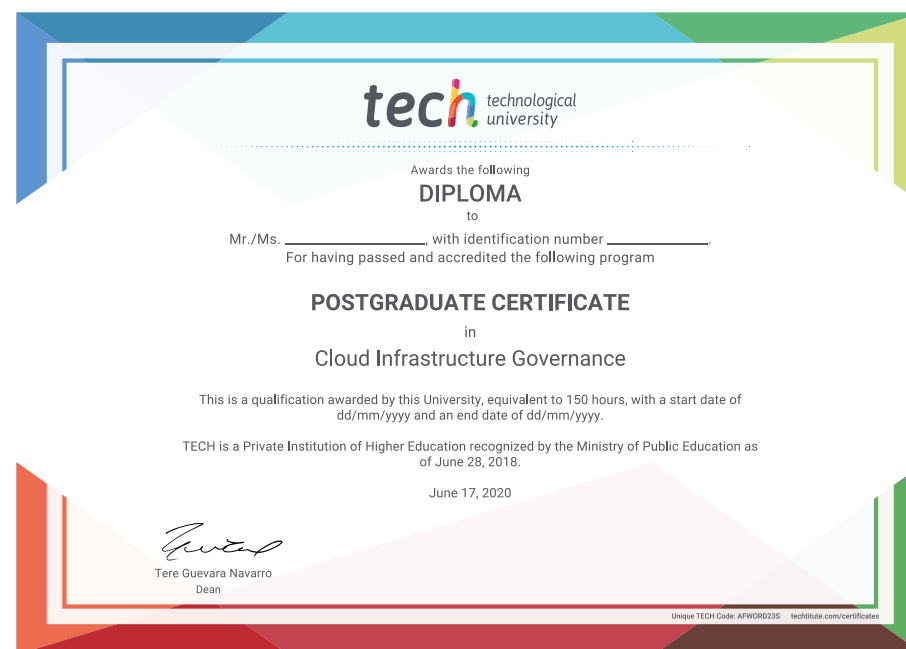 tech technological
university
Awards the following
DIPLOMA
to
Mr./Ms. ____________________, with identification number ______________.
For having passed and accredited the following program
POSTGRADUATE CERTIFICATE
in
Cloud Infrastructure Governance
This is a qualification awarded by this University, equivalent to 150 hours, with a start date of
dd/mm/yyyy and an end date of dd/mm/yyyy.
TECH is a Private Institution of Higher Education recognized by the Ministry of Public Education as
of June 28, 2018.
June 17, 2020
Tere Guevara Navarro
Dean
Unique TECH Code: AFWORD23S techtitute.com/certificates